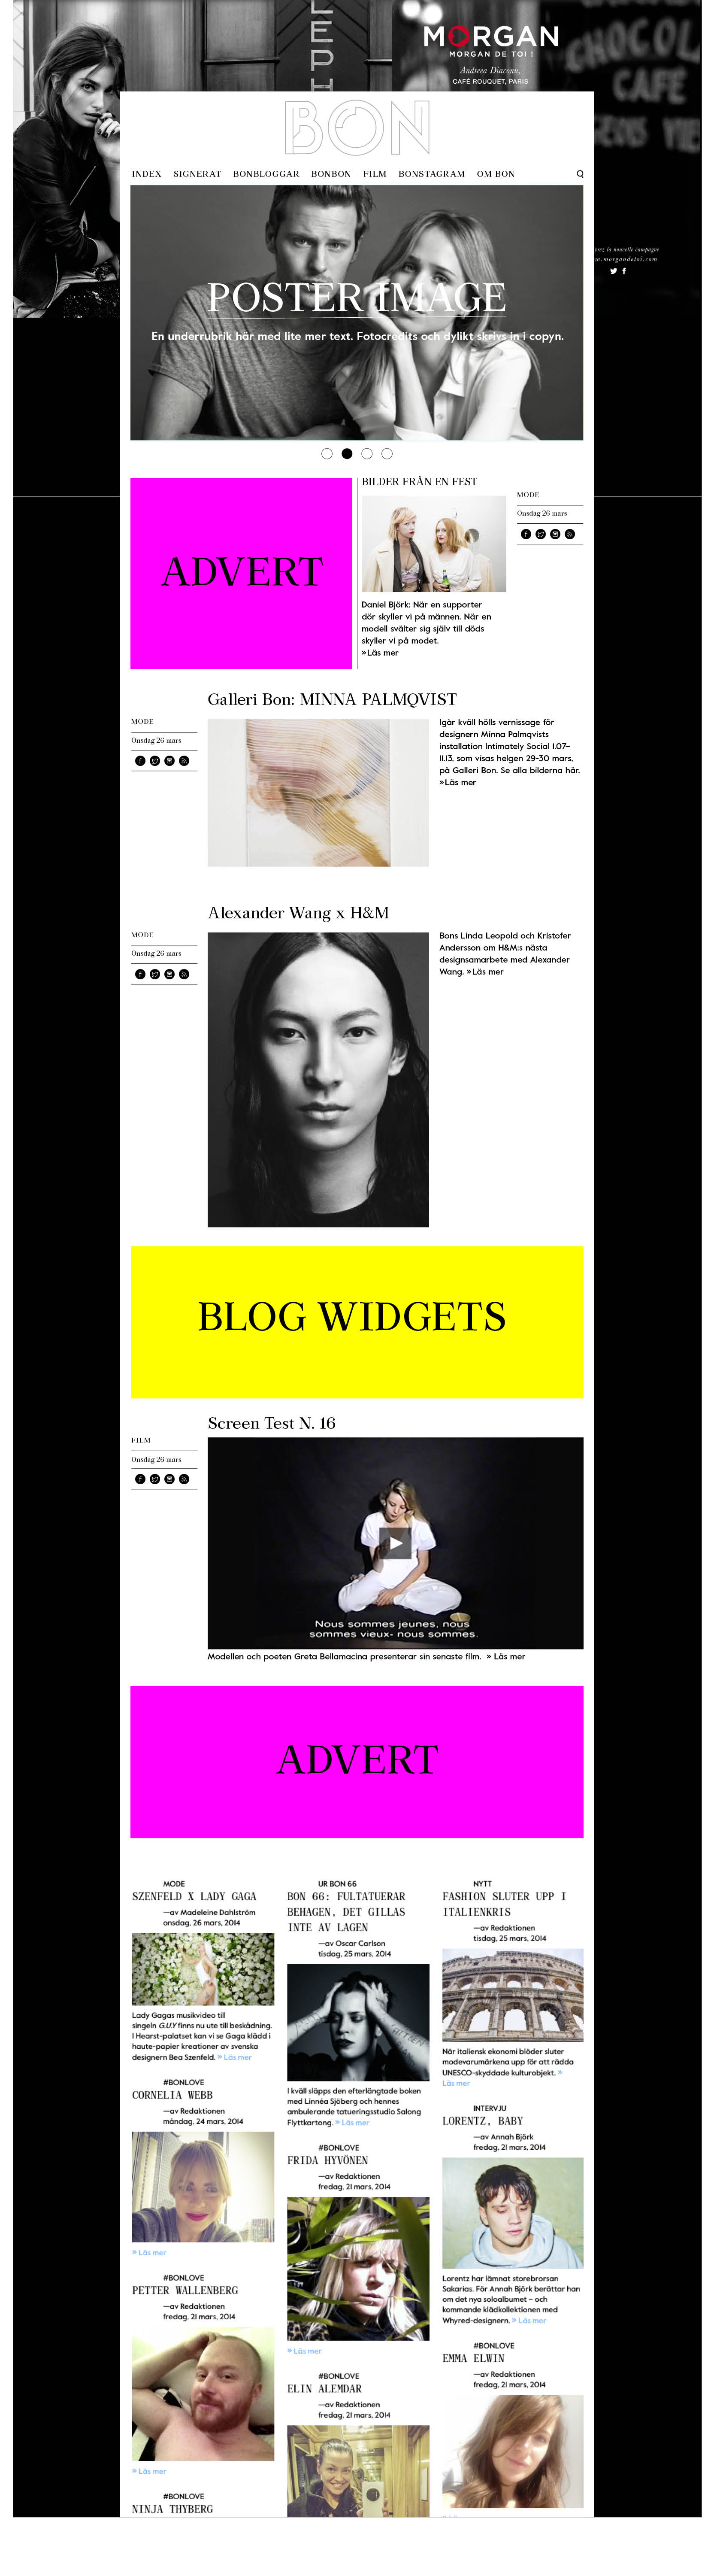 LEPH
MORGAN
MORGAN DE TOI !
Andreea Diaconu,
CAFÉ ROUQUET, PARIS
la nouvelle campagne
.morgandetoi.com
BON
INDEX SIGNERAT BONBLOGGAR BONBON FILM BONSTAGRAM OM BON
POSTER IMAGE
En underrubrik här med lite mer text. Fotocredits och dylikt skrivs in i copyn.
ADVERT
BILDER FRÅN EN FEST
MODE
Onsdag 26 mars
Daniel Björk: När en supporter
dör skyller vi på männen. När en
modell svälter sig själv till döds
skyller vi på modet.
»Läs mer
Galleri Bon: MINNA PALMQVIST
MODE
Onsdag 26 mars
Igår kväll hölls vernissage för
designern Minna Palmqvists
installation Intimately Social 1.07–
11.13, som visas helgen 29-30 mars,
på Galleri Bon. Se alla bilderna här.
»Läs mer
Alexander Wang x H&M
MODE
Onsdag 26 mars
Bons Linda Leopold och Kristofer
Andersson om H&M:s nästa
designsamarbete med Alexander
Wang. »Läs mer
BLOG WIDGETS
Screen Test N. 16
FILM
Onsdag 26 mars
Nous sommes jeunes, nous
sommes vieux- nous sommes.
Modellen och poeten Greta Bellamacina presenterar sin senaste film. » Läs mer
ADVERT
MODE
SZENFELD X LADY GAGA
—av Madeleine Dahlström
onsdag, 26 mars, 2014
Lady Gagas musikvideo till
singeln G.U.Y finns nu ute till beskådning.
I Hearst-palatset kan vi se Gaga klädd i
haute-papier kreationer av svenska
designern Bea Szenfeld. » Läs mer
#BONLOVE
CORNELIA WEBB
—av Redaktionen
måndag, 24 mars, 2014
» Läs mer
#BONLOVE
PETTER WALLENBERG
—av Redaktionen
fredag, 21 mars, 2014
» Läs mer
#BONLOVE
NINJA THYBERG
UR BON 66
BON 66: FULTATUERAR
BEHAGEN, DET GILLAS
INTE AV LAGEN
—av Oscar Carlson
tisdag, 25 mars, 2014
I kväll släpps den efterlängtade boken
med Linnéa Sjöberg och hennes
ambulerande tatueringsstudio Salong
Flyttkartong. » Läs mer
#BONLOVE
FRIDA HYVÖNEN
—av Redaktionen
fredag, 21 mars, 2014
» Läs mer
#BONLOVE
ELIN ALEMDAR
—av Redaktionen
fredag, 21 mars, 2014
NYTT
FASHION SLUTER UPP I
ITALIENKRIS
—av Redaktionen
tisdag, 25 mars, 2014
När italiensk ekonomi blöder sluter
modevarumärkena upp för att rädda
UNESCO-skyddade kulturobjekt. »
Läs mer
INTERVJU
LORENTZ, BABY
—av Annah Björk
fredag, 21 mars, 2014
Lorentz har lämnat storebrorsan
Sakarias. För Annah Björk berättar han
om det nya soloalbumet – och
kommande klädkollektionen med
Whyred-designern. » Läs mer
#BONLOVE
EMMA ELWIN
—av Redaktionen
fredag, 21 mars, 2014